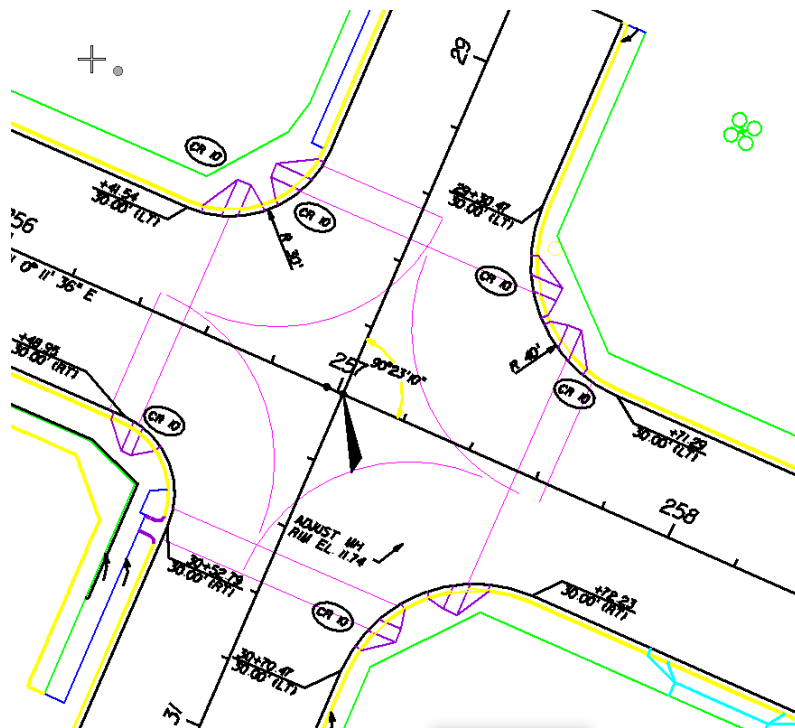 29
CR 10
+41.54
30.00' (LT)
CR 10
29+30.47
30.00' (LT)
256
R 30'
CR 10
0° 11' 36" E
+48.95
30.00' (RT)
257
90°23'10"
R 40'
CR 10
CR 10
+71.29
30.00' (LT)
258
ADJUST MH
RIM EL. 11.74
30+52.79
30.00' (RT)
+72.23
30.00' (RT)
CR 10
30+70.47
30.00' (LT)
31